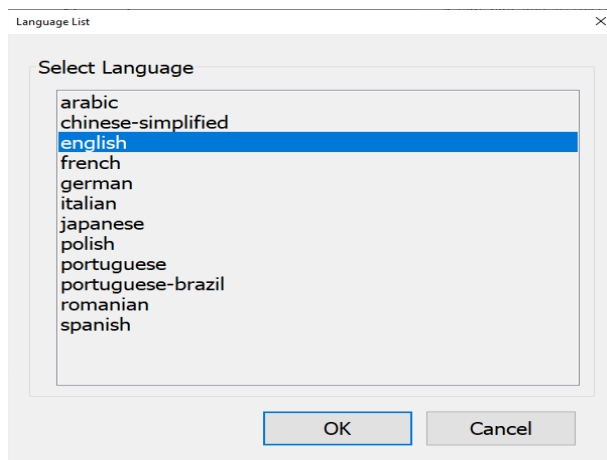 Language List
Select Language
arabic
chinese-simplified
english
french
german
italian
japanese
polish
portuguese
portuguese-brazil
romanian
spanish
OK
Cancel